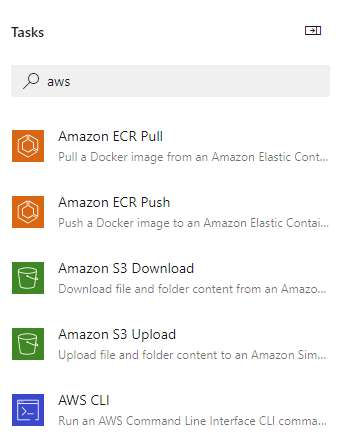 Tasks
aws
Amazon ECR Pull
Pull a Docker image from an Amazon Elastic Cont...
Amazon ECR Push
Push a Docker image to an Amazon Elastic Contai...
Amazon S3 Download
Download file and folder content from an Amazo...
Amazon S3 Upload
Upload file and folder content to an Amazon Sim...
AWS CLI
Run an AWS Command Line Interface CLI comma...